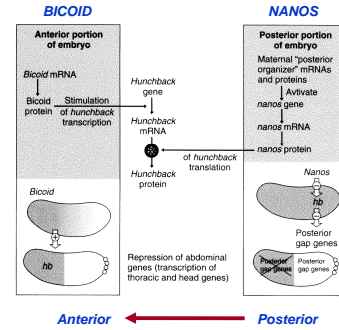 BICOID
NANOS
Anterior portion
of embryo
Bicoid mRNA
Bicoid
protein
Stimulation
of hunchback
transcription
Hunchback
gene
Hunchback
mRNA
Hunchback
protein
Posterior portion
of embryo
Maternal "posterior
organizer" mRNAs
and proteins
Avtivate
nanos gene
nanos mRNA
nanos protein
of hunchback
translation
Bicoid
+
hb
Repression of abdominal
genes (transcription of
thoracic and head genes)
Nanos
hb
Posterior
gap genes
Posterior
gap genes
Posterior
gap genes
Anterior
Posterior